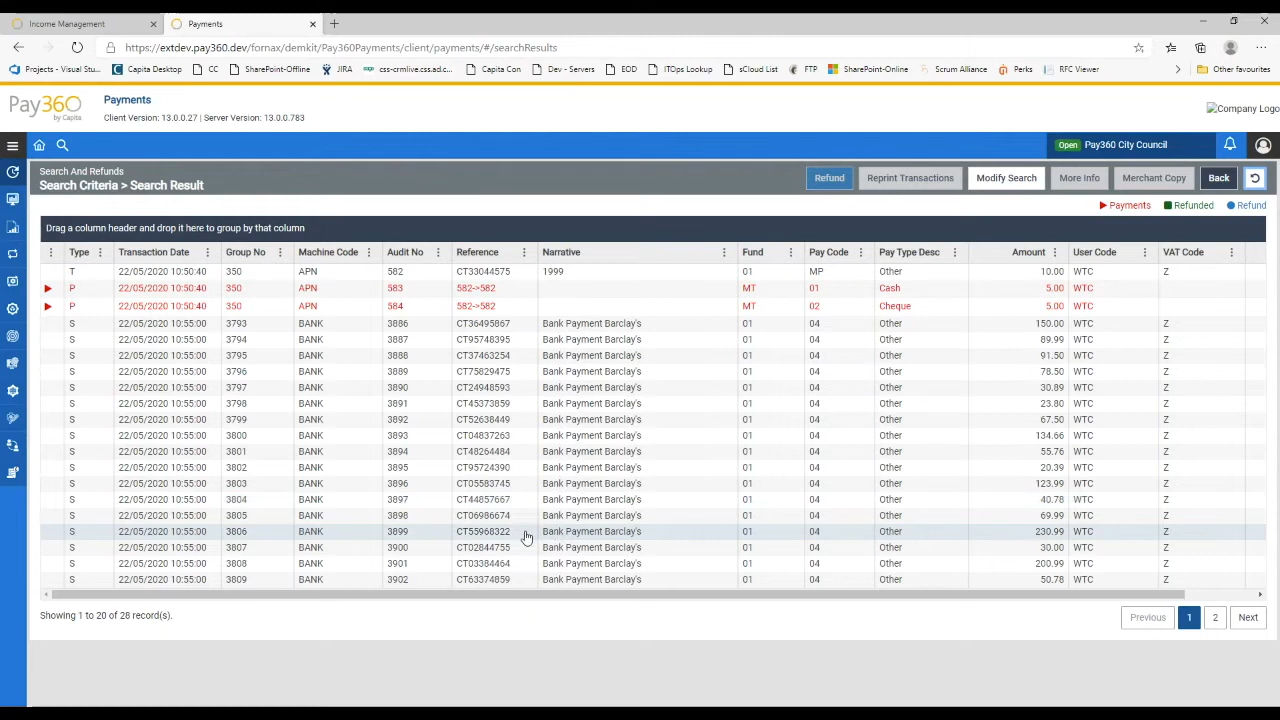 Income Management
Payments
https://extdev.pay360.dev/fornax/demkit/Pay360Payments/client/payments/#/searchResults
Projects - Visual Stu... Capita Desktop CC SharePoint-Offline JIRA css-crmlive.css.ad.c... Capita Con Dev - Servers EOD ITOps Lookup sCloud List FTP SharePoint-Online Scrum Alliance Perks RFC Viewer Other favourites
Pay360 by Capita
Payments
Client Version: 13.0.0.27 | Server Version: 13.0.0.783
Company Logo
Open Pay360 City Council
Search And Refunds
Search Criteria > Search Result
Refund Reprint Transactions Modify Search More Info Merchant Copy Back
Payments Refunded Refund
Drag a column header and drop it here to group by that column
Type Transaction Date Group No Machine Code Audit No Reference Narrative Fund Pay Code Pay Type Desc Amount User Code VAT Code
T 22/05/2020 10:50:40 350 APN 582 CT33044575 1999 01 MP Other 10.00 WTC Z
P 22/05/2020 10:50:40 350 APN 583 582->582 MT 01 Cash 5.00 WTC
P 22/05/2020 10:50:40 350 APN 584 582->582 MT 02 Cheque 5.00 WTC
S 22/05/2020 10:55:00 3793 BANK 3886 CT36495867 Bank Payment Barclay's 01 04 Other 150.00 WTC Z
S 22/05/2020 10:55:00 3794 BANK 3887 CT95748395 Bank Payment Barclay's 01 04 Other 89.99 WTC Z
S 22/05/2020 10:55:00 3795 BANK 3888 CT37463254 Bank Payment Barclay's 01 04 Other 91.50 WTC Z
S 22/05/2020 10:55:00 3796 BANK 3889 CT75829475 Bank Payment Barclay's 01 04 Other 78.50 WTC Z
S 22/05/2020 10:55:00 3797 BANK 3890 CT24948593 Bank Payment Barclay's 01 04 Other 30.89 WTC Z
S 22/05/2020 10:55:00 3798 BANK 3891 CT45373859 Bank Payment Barclay's 01 04 Other 23.80 WTC Z
S 22/05/2020 10:55:00 3799 BANK 3892 CT52638449 Bank Payment Barclay's 01 04 Other 67.50 WTC Z
S 22/05/2020 10:55:00 3800 BANK 3893 CT04837263 Bank Payment Barclay's 01 04 Other 134.66 WTC Z
S 22/05/2020 10:55:00 3801 BANK 3894 CT48264484 Bank Payment Barclay's 01 04 Other 55.76 WTC Z
S 22/05/2020 10:55:00 3802 BANK 3895 CT95724390 Bank Payment Barclay's 01 04 Other 20.39 WTC Z
S 22/05/2020 10:55:00 3803 BANK 3896 CT05583745 Bank Payment Barclay's 01 04 Other 123.99 WTC Z
S 22/05/2020 10:55:00 3804 BANK 3897 CT44857667 Bank Payment Barclay's 01 04 Other 40.78 WTC Z
S 22/05/2020 10:55:00 3805 BANK 3898 CT06986674 Bank Payment Barclay's 01 04 Other 69.99 WTC Z
S 22/05/2020 10:55:00 3806 BANK 3899 CT55968322 Bank Payment Barclay's 01 04 Other 230.99 WTC Z
S 22/05/2020 10:55:00 3807 BANK 3900 CT02844755 Bank Payment Barclay's 01 04 Other 30.00 WTC Z
S 22/05/2020 10:55:00 3808 BANK 3901 CT03384464 Bank Payment Barclay's 01 04 Other 200.99 WTC Z
S 22/05/2020 10:55:00 3809 BANK 3902 CT63374859 Bank Payment Barclay's 01 04 Other 50.78 WTC Z
Showing 1 to 20 of 28 record(s).
Previous 1 2 Next